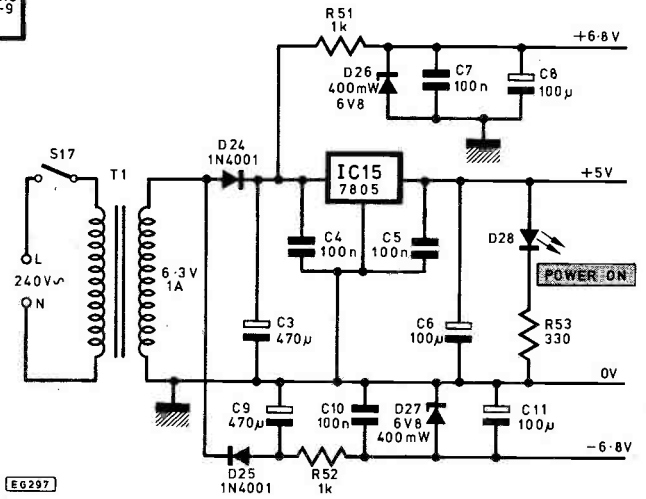 -9
R51
1k
+6·8V
D26
400mW
6V8
C7
100n
C8
100µ
S17
T1
D24
1N4001
IC15
7805
+5V
L
240V~
N
6·3V
1A
C4
100n
C5
100n
D28
POWER ON
C3
470µ
C6
100µ
R53
330
0V
C9
470µ
C10
100n
D27
6V8
400mW
C11
100µ
-6·8V
D25
1N4001
R52
1k
EG297